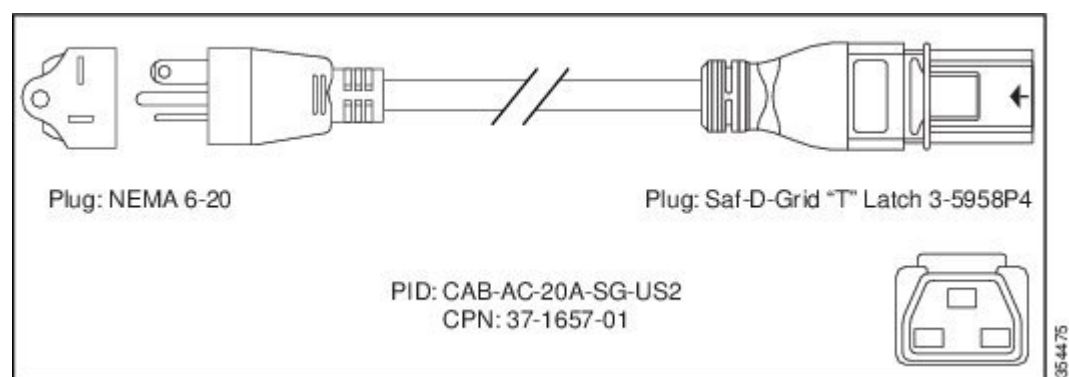 Plug: NEMA 6-20
Plug: Saf-D-Grid “T” Latch 3-5958P4
PID: CAB-AC-20A-SG-US2
CPN: 37-1657-01
354475